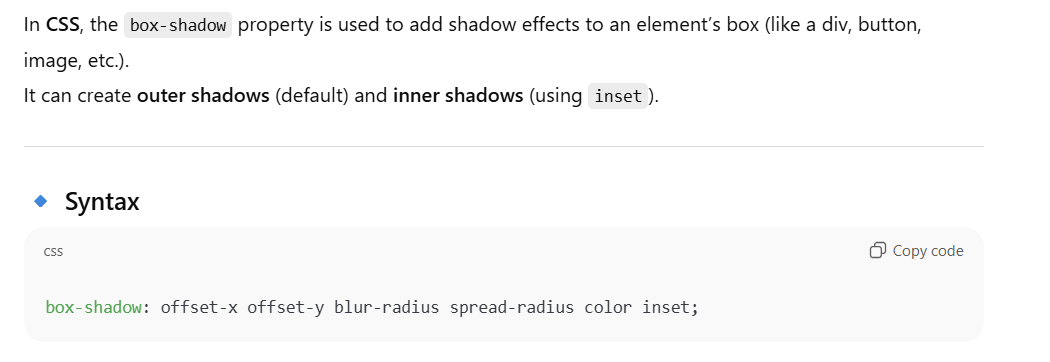 In CSS, the box-shadow property is used to add shadow effects to an element’s box (like a div, button,
image, etc.).
It can create outer shadows (default) and inner shadows (using inset).
Syntax
css
Copy code
box-shadow: offset-x offset-y blur-radius spread-radius color inset;